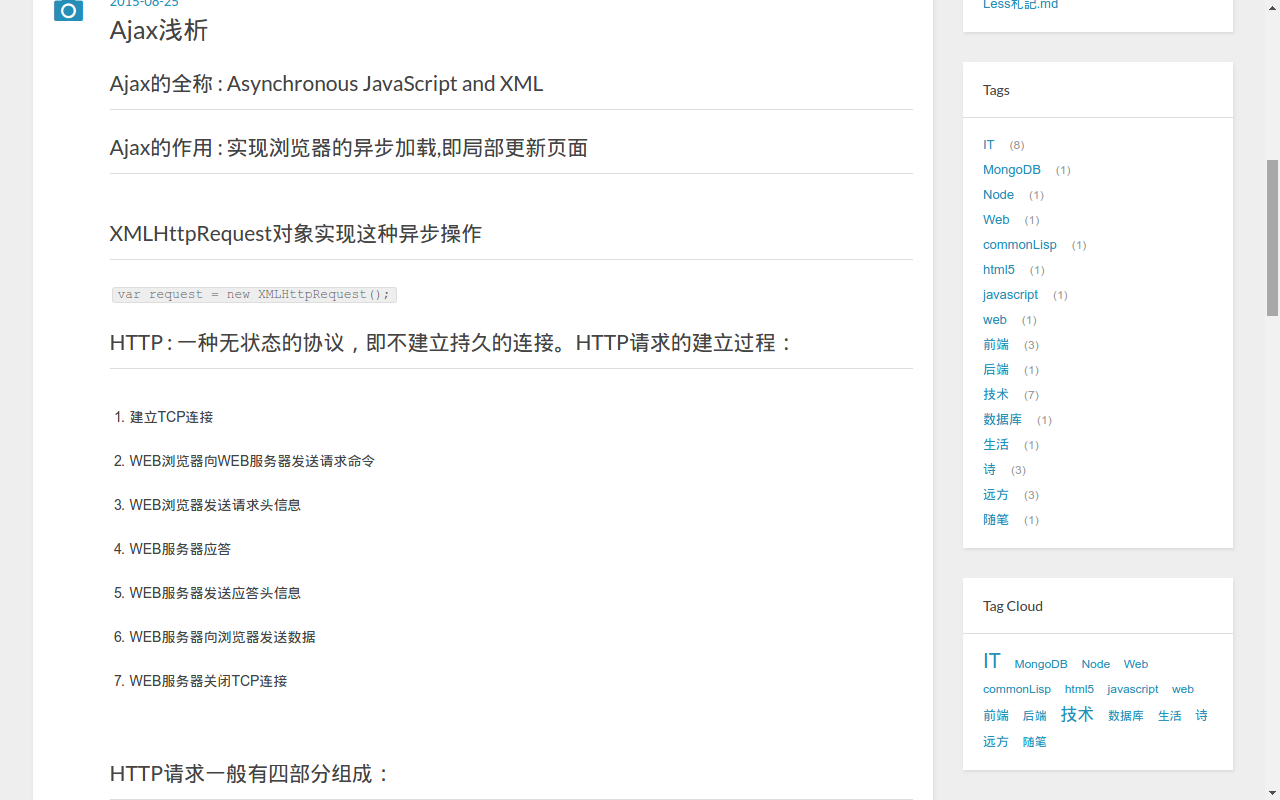 2015-08-25
Ajax浅析
Ajax的全称 : Asynchronous JavaScript and XML
Ajax的作用 : 实现浏览器的异步加载,即局部更新页面
XMLHttpRequest对象实现这种异步操作
var request = new XMLHttpRequest();
HTTP : 一种无状态的协议，即不建立持久的连接。HTTP请求的建立过程：
1. 建立TCP连接
2. WEB浏览器向WEB服务器发送请求命令
3. WEB浏览器发送请求头信息
4. WEB服务器应答
5. WEB服务器发送应答头信息
6. WEB服务器向浏览器发送数据
7. WEB服务器关闭TCP连接
HTTP请求一般有四部分组成：
Less札记.md
Tags
IT (8)
MongoDB (1)
Node (1)
Web (1)
commonLisp (1)
html5 (1)
javascript (1)
web (1)
前端 (3)
后端 (1)
技术 (7)
数据库 (1)
生活 (1)
诗 (3)
远方 (3)
随笔 (1)
Tag Cloud
IT MongoDB Node Web
commonLisp html5 javascript web
前端 后端 技术 数据库 生活 诗
远方 随笔